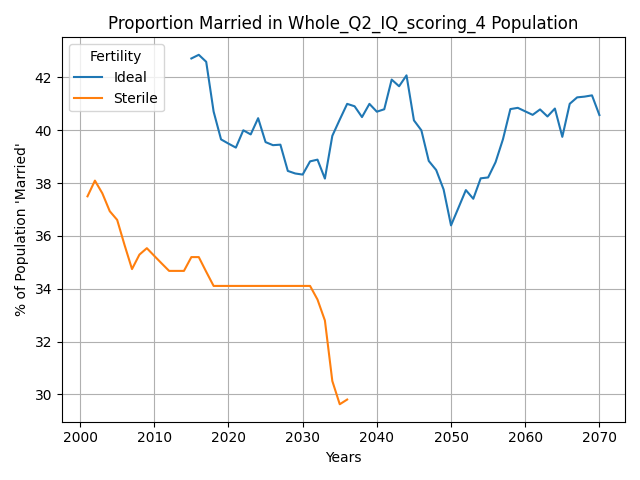 Proportion Married in Whole_Q2_IQ_scoring_4 Population
Fertility
Ideal
Sterile
% of Population 'Married'
42
40
38
36
34
32
30
2000 2010 2020 2030 2040 2050 2060 2070
Years